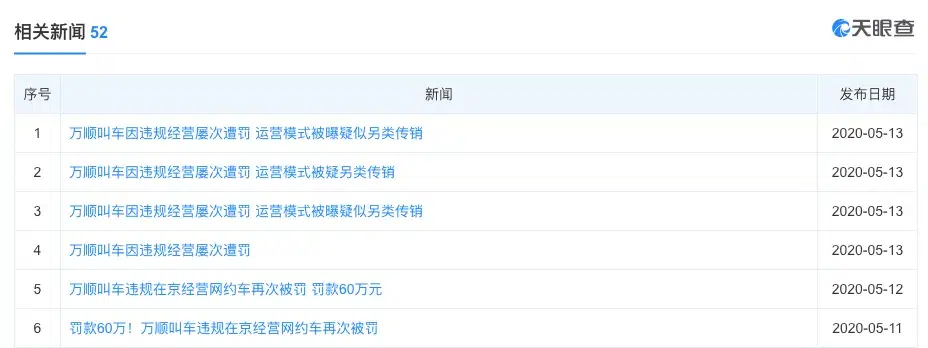 相关新闻 52
天眼查
序号 新闻 发布日期
1 万顺叫车因违规经营屡次遭罚 运营模式被曝疑似另类传销 2020-05-13
2 万顺叫车因违规经营屡次遭罚 运营模式被疑另类传销 2020-05-13
3 万顺叫车因违规经营屡次遭罚 运营模式被曝疑似另类传销 2020-05-13
4 万顺叫车因违规经营屡次遭罚 2020-05-13
5 万顺叫车违规在京经营网约车再次被罚 罚款60万元 2020-05-12
6 罚款60万！万顺叫车违规在京经营网约车再次被罚 2020-05-11